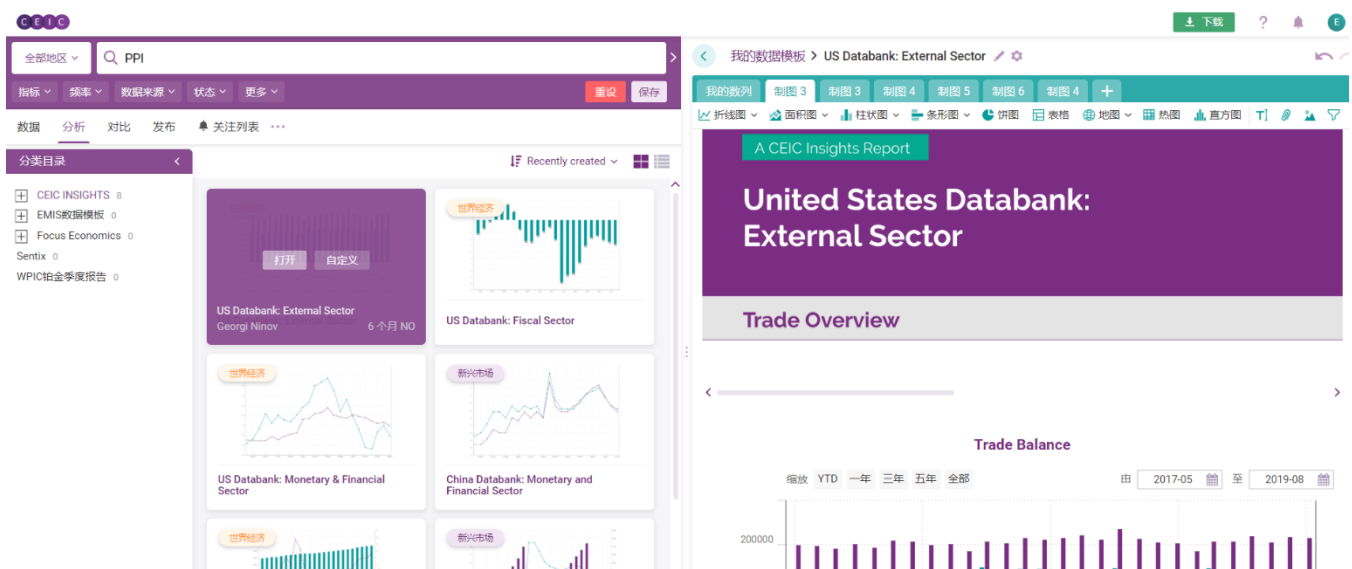 CEIC
下载
?
E
全部地区
PPI
指标 频率 数据来源 状态 更多 重设 保存
数据 分析 对比 发布 关注列表 •••
分类目录
Recently created
CEIC INSIGHTS 8
EMIS数据模板 0
Focus Economics 0
Sentix 0
WPIC铂金季度报告 0
打开 自定义
US Databank: External Sector
Georgi Ninov 6 个月 NO
世界经济
US Databank: Fiscal Sector
世界经济
US Databank: Monetary & Financial
Sector
新兴市场
China Databank: Monetary and
Financial Sector
世界经济
新兴市场
我的数据模板 > US Databank: External Sector
我的数列 制图 3 制图 3 制图 4 制图 5 制图 6 制图 4 +
折线图 面积图 柱状图 条形图 饼图 表格 地图 热图 直方图 T
A CEIC Insights Report
United States Databank:
External Sector
Trade Overview
Trade Balance
缩放 YTD 一年 三年 五年 全部 由 2017-05 至 2019-08
200000